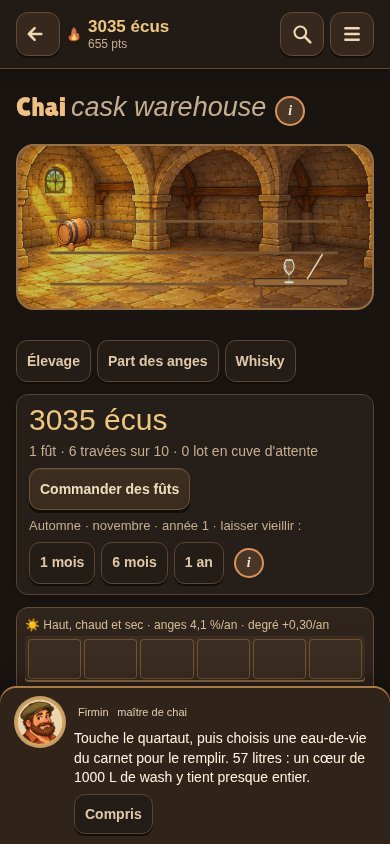 3035 écus
655 pts
Chai cask warehouse i
Élevage Part des anges Whisky
3035 écus
1 fût · 6 travées sur 10 · 0 lot en cuve d'attente
Commander des fûts
Automne · novembre · année 1 · laisser vieillir :
1 mois 6 mois 1 an i
Haut, chaud et sec · anges 4,1 %/an · degré +0,30/an
Firmin maître de chai
Touche le quartaut, puis choisis une eau-de-vie
du carnet pour le remplir. 57 litres : un cœur de
1000 L de wash y tient presque entier.
Compris